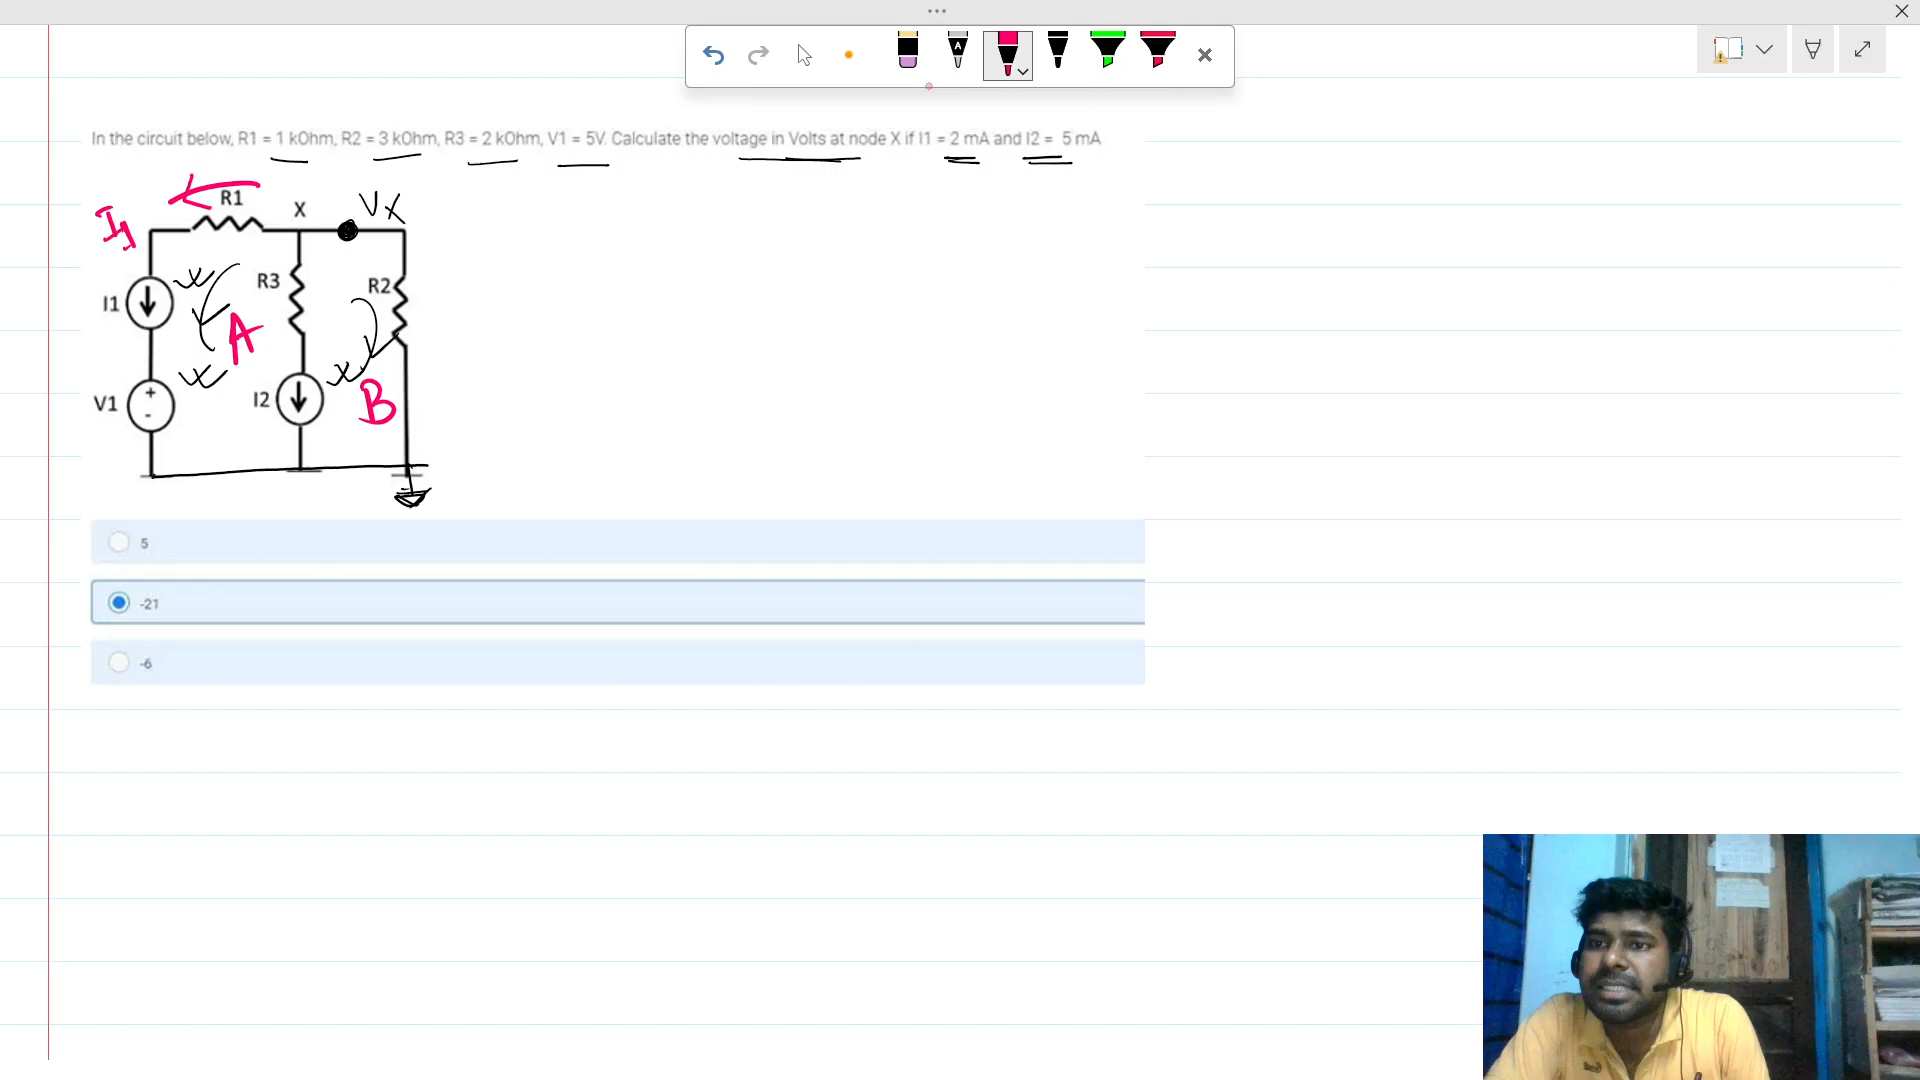 In the circuit below, R1 = 1 kOhm, R2 = 3 kOhm, R3 = 2 kOhm, V1 = 5V. Calculate the voltage in Volts at node X if I1 = 2 mA and I2 = 5 mA
R1
X
Vx
I1
R3
R2
I1
A
+
-
V1
I2
B
5
-21
-6